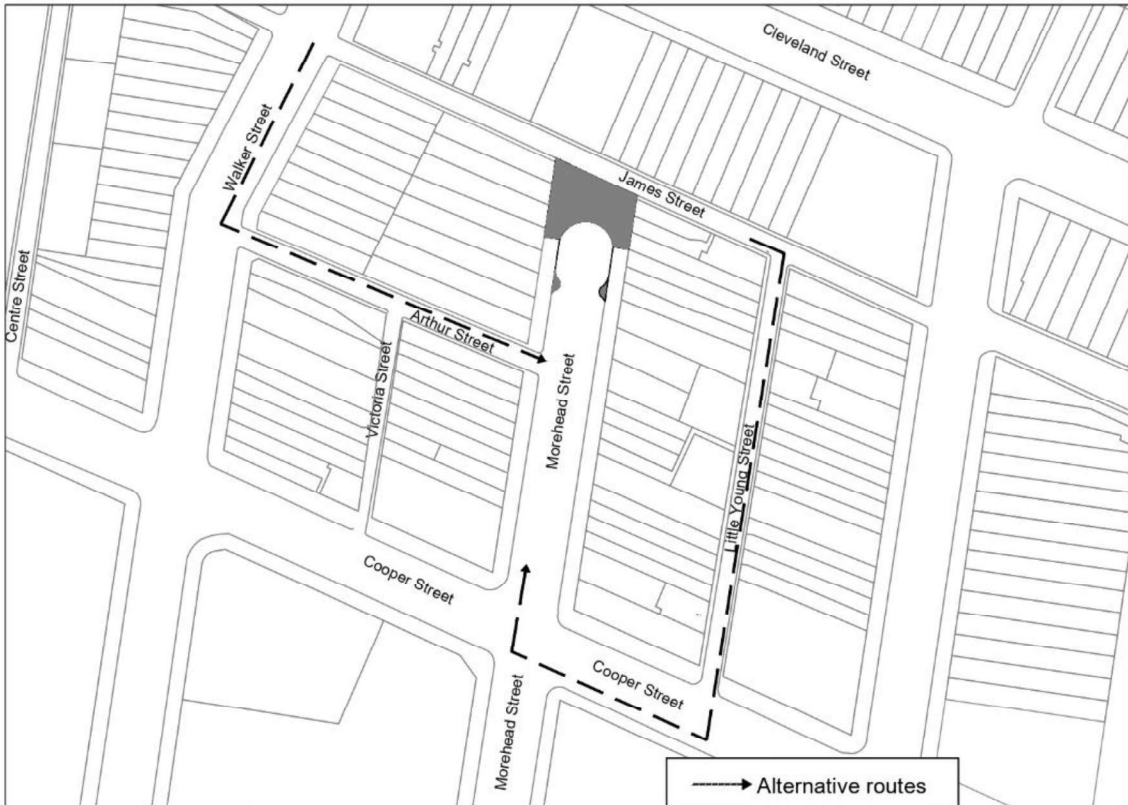 Cleveland Street
Walker Street
James Street
Centre Street
Arthur Street
Victoria Street
Morehead Street
Little Young Street
Cooper Street
Cooper Street
Morehead Street
Alternative routes